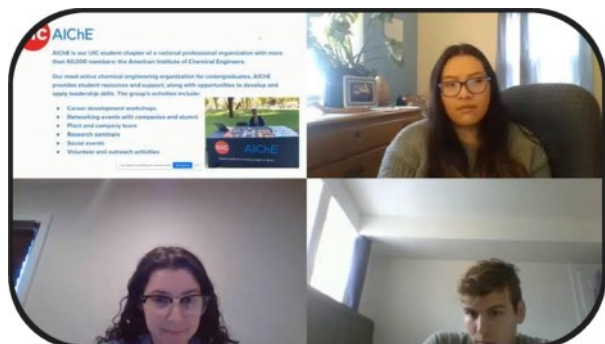 UIC AIChE
AIChE is our UIC student chapter of a national professional organization with more
than 60,000 members: the American Institute of Chemical Engineers.
Our most active chemical engineering organization for undergraduates, AIChE
provides student resources and support, along with opportunities to develop and
apply leadership skills. The group's activities include:
Career development workshops
Networking events with companies and alumni
Plant and company tours
Research seminars
Social events
Volunteer and outreach activities
UIC AIChE